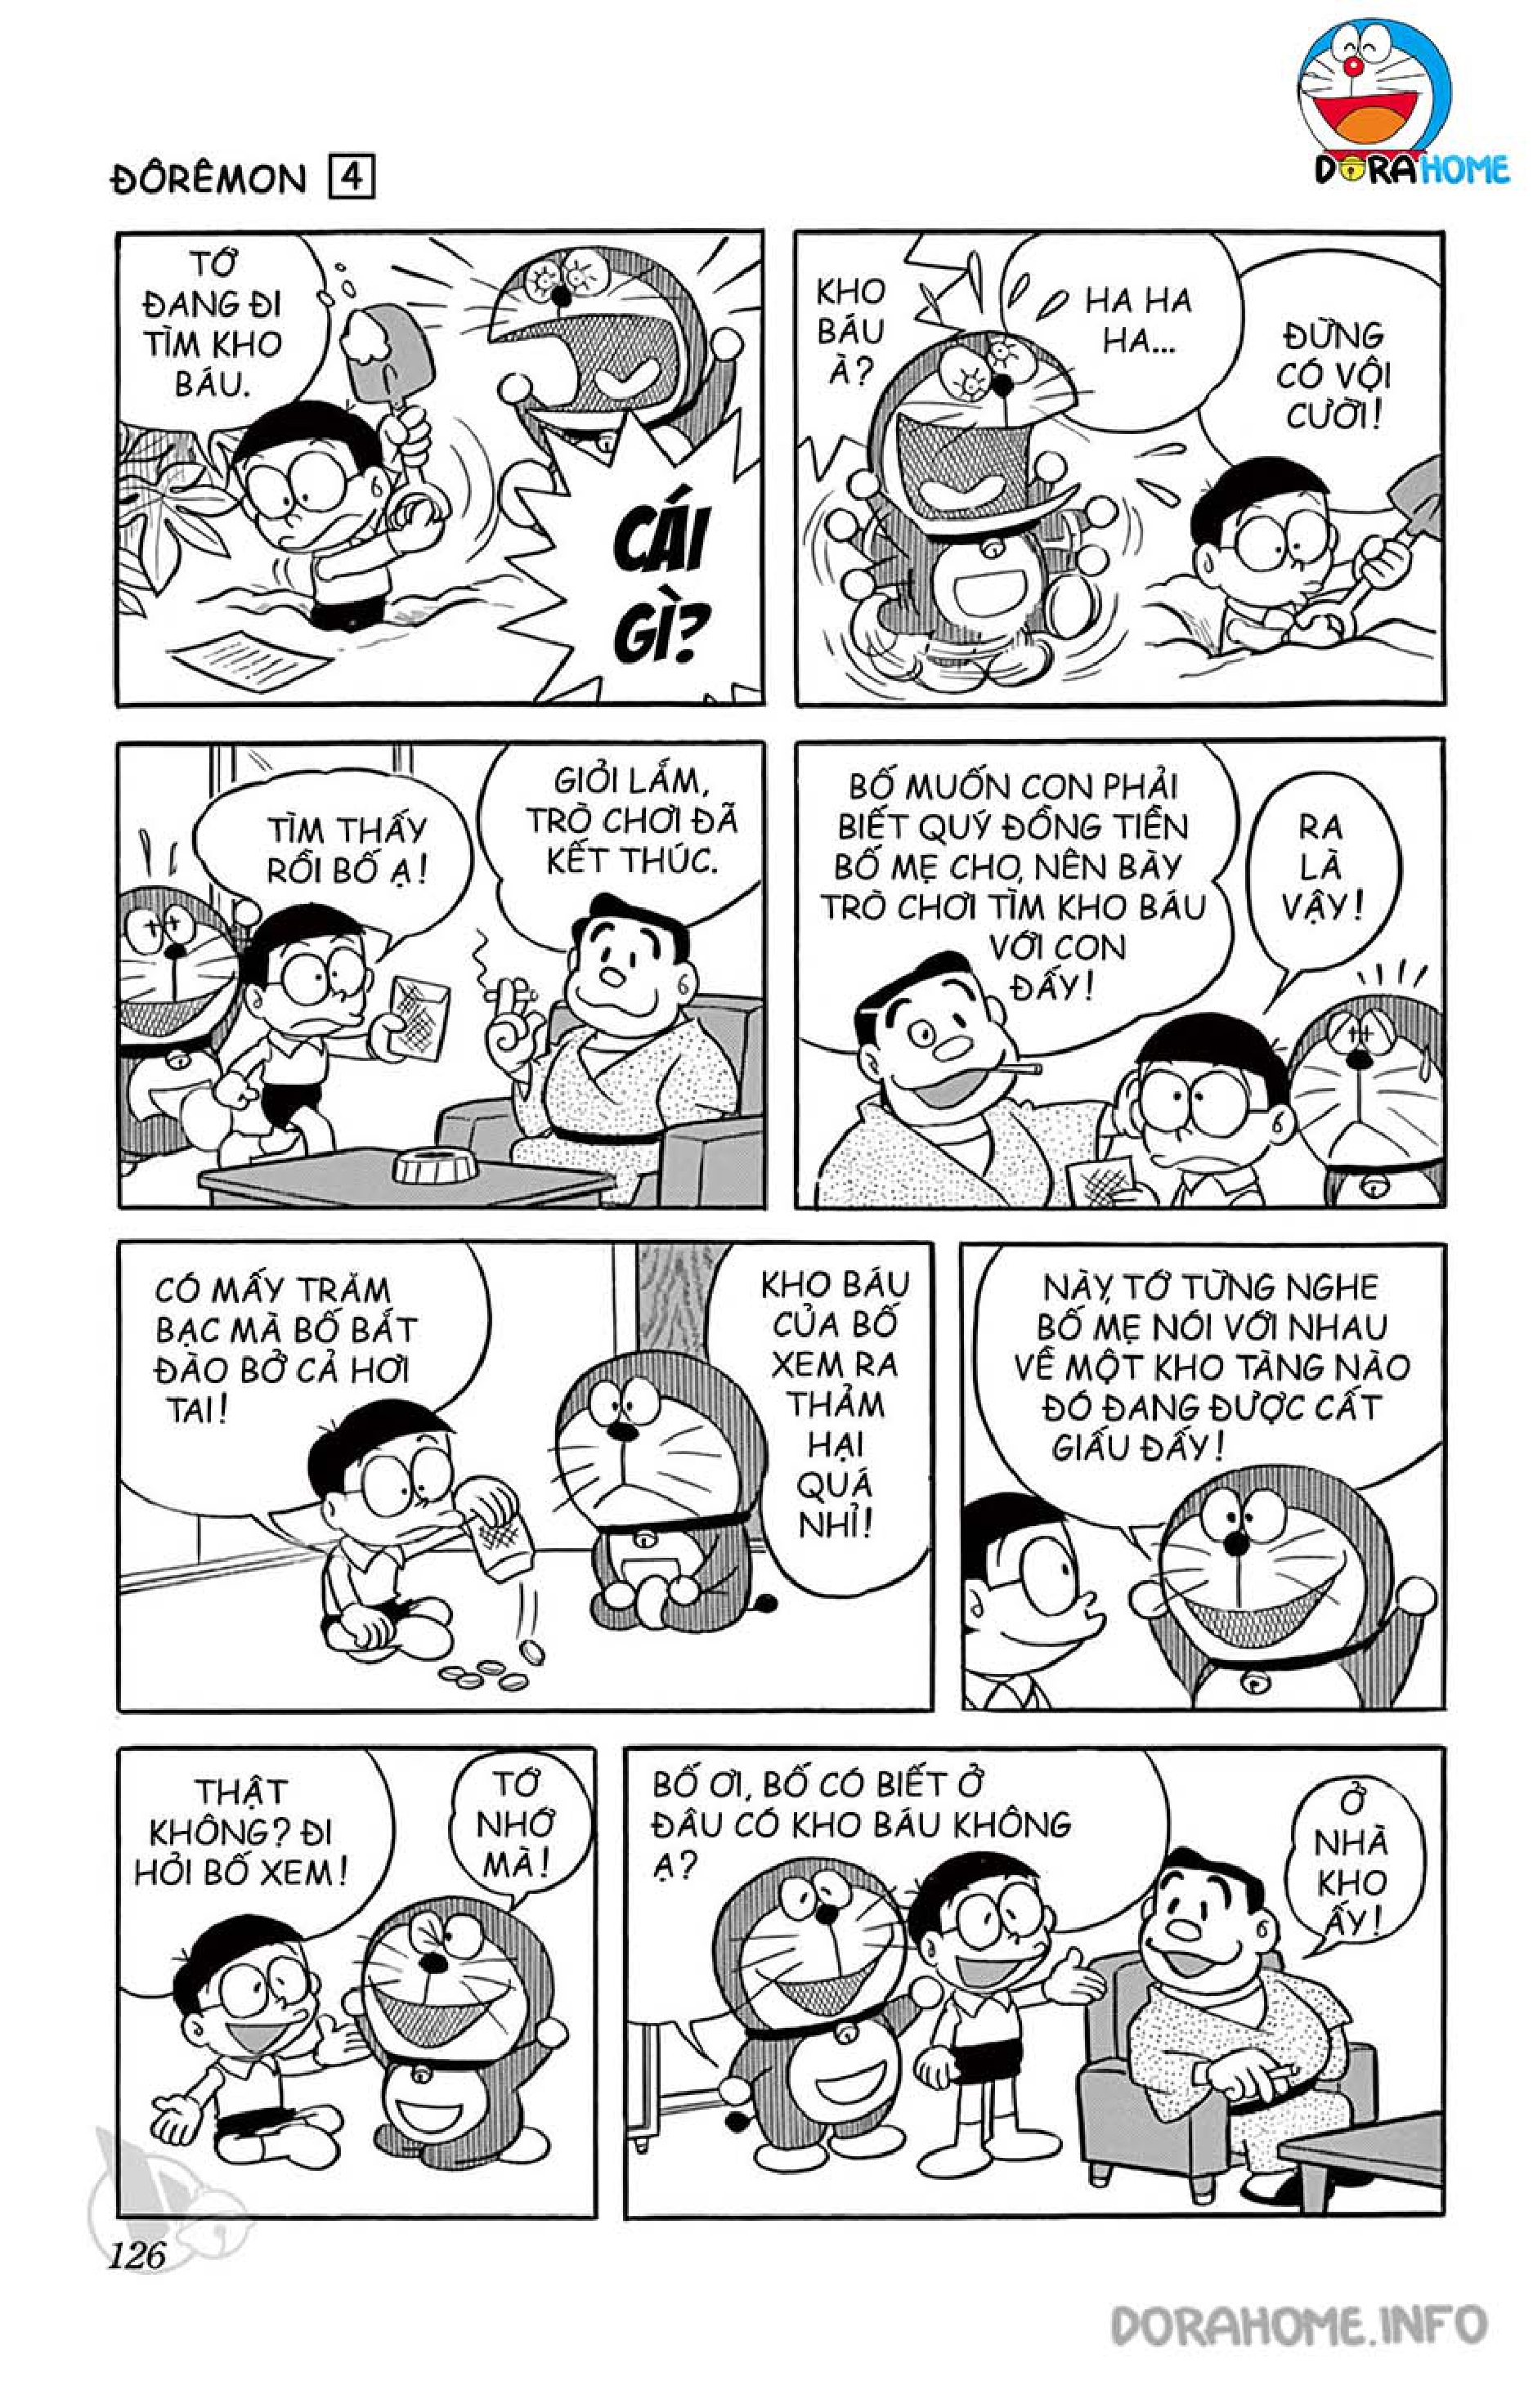 DORAHOME
ĐÔRÊMON 4
TỚ
ĐANG ĐI
TÌM KHO
BÁU.
CÁI
GÌ?
KHO
BÁU
À?
HA HA
HA...
ĐỪNG
CÓ VỘI
CƯỜI!
TÌM THẤY
RỒI BỐ Ạ!
GIỎI LẮM,
TRÒ CHƠI ĐÃ
KẾT THÚC.
BỐ MUỐN CON PHẢI
BIẾT QUÝ ĐỒNG TIỀN
BỐ MẸ CHO, NÊN BÀY
TRÒ CHƠI TÌM KHO BÁU
VỚI CON
ĐẤY!
RA
LÀ
VẬY!
CÓ MẤY TRĂM
BẠC MÀ BỐ BẮT
ĐÀO BỞ CẢ HƠI
TAI!
KHO BÁU
CỦA BỐ
XEM RA
THẢM
HẠI
QUÁ
NHỈ!
NÀY, TỚ TỪNG NGHE
BỐ MẸ NÓI VỚI NHAU
VỀ MỘT KHO TÀNG NÀO
ĐÓ ĐANG ĐƯỢC CẤT
GIẤU ĐẤY!
THẬT
KHÔNG? ĐI
HỎI BỐ XEM!
TỚ
NHỚ
MÀ!
BỐ ƠI, BỐ CÓ BIẾT Ở
ĐÂU CÓ KHO BÁU KHÔNG
Ạ?
Ở
NHÀ
KHO
ẤY!
126
DORAHOME.INFO